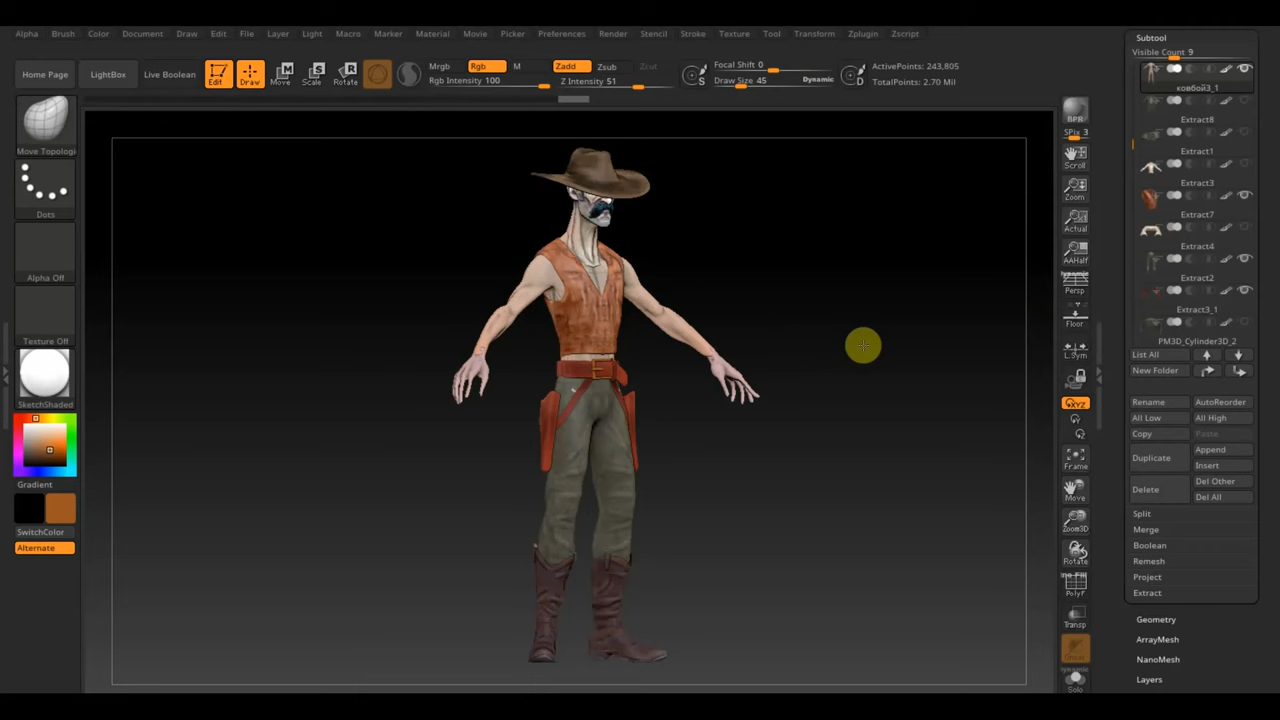 Alpha Brush Color Document Draw Edit File Layer Light Macro Marker Material Movie Picker Preferences Render Stencil Stroke Texture Tool Transform Zplugin Zscript
Home Page LightBox Live Boolean
Edit Draw Move Scale Rotate
Mrgb Rgb M
Rgb Intensity 100
Zadd Zsub Zcut
Z Intensity 51
S
Focal Shift 0
Draw Size 45 Dynamic
D
ActivePoints: 243,805
TotalPoints: 2.70 Mil
Move Topologi
Dots
Alpha Off
Texture Off
SketchShaded
Gradient
SwitchColor
Alternate
BPR
SPix 3
Scroll
Zoom
Actual
AAHalf
Dynamic
Persp
Floor
L.Sym
XYZ
Y
Z
Frame
Move
Zoom3D
Rotate
PolyF
Transp
Dynamic
Solo
Subtool
Visible Count 9
ковбой3_1
Extract8
Extract1
Extract3
Extract7
Extract4
Extract2
Extract3_1
PM3D_Cylinder3D_2
List All
New Folder
Rename AutoReorder
All Low All High
Copy Paste
Duplicate Append
Insert
Delete Del Other
Del All
Split
Merge
Boolean
Remesh
Project
Extract
Geometry
ArrayMesh
NanoMesh
Layers